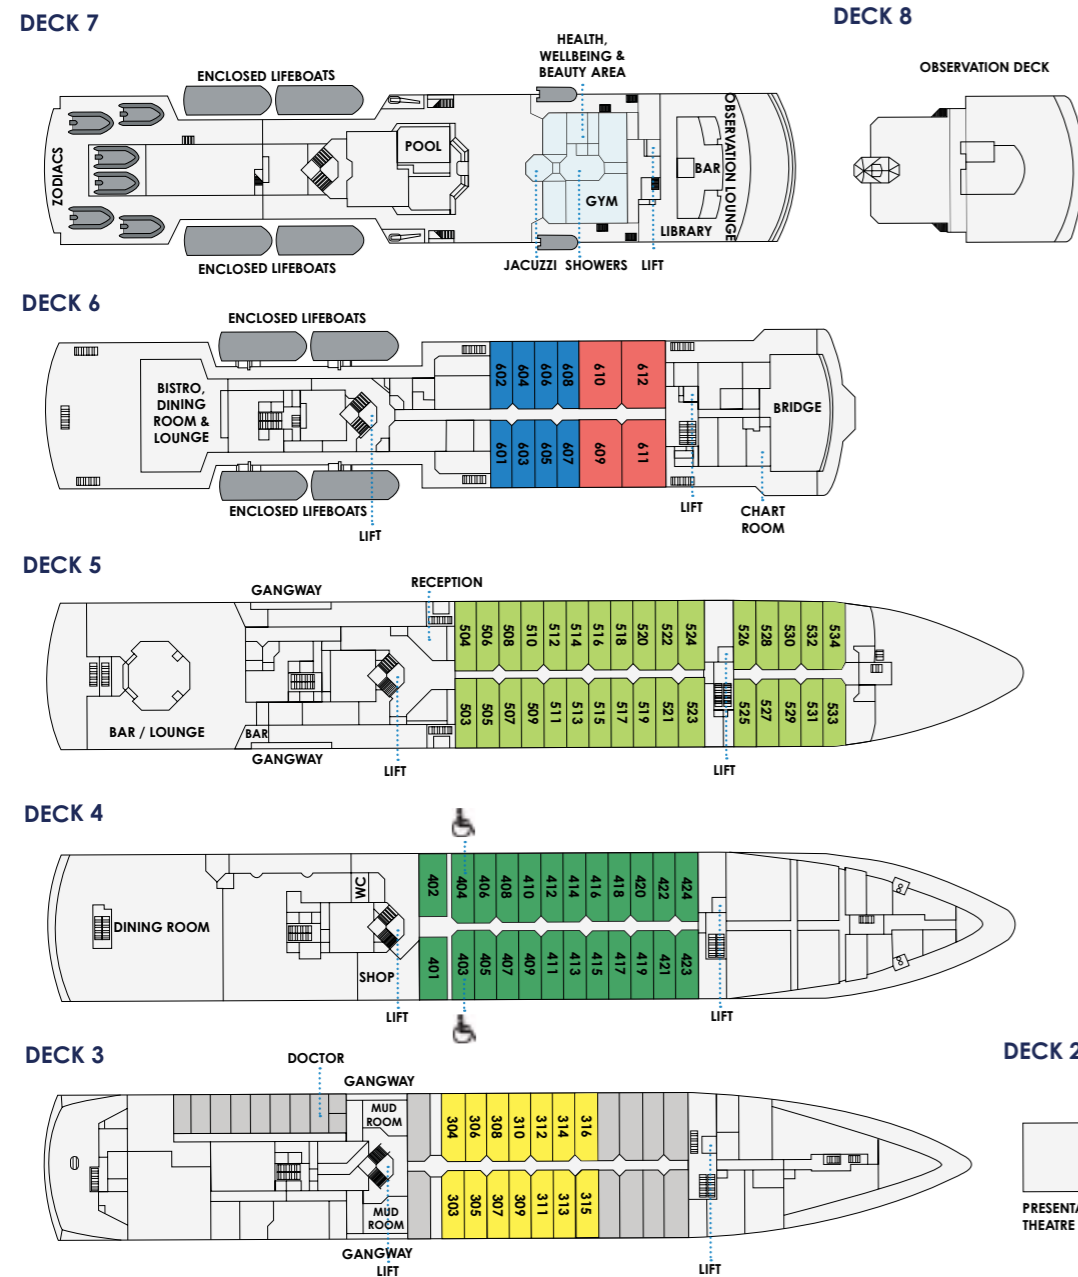 DECK 7
DECK 8
HEALTH,
WELLBEING &
BEAUTY AREA
OBSERVATION DECK
ENCLOSED LIFEBOATS
ZODIACS
POOL
GYM
BAR
OBSERVATION LOUNGE
LIBRARY
ENCLOSED LIFEBOATS
JACUZZI
SHOWERS
LIFT
DECK 6
ENCLOSED LIFEBOATS
BISTRO,
DINING
ROOM &
LOUNGE
602
604
606
608
610
612
601
603
605
607
609
611
BRIDGE
ENCLOSED LIFEBOATS
LIFT
LIFT
CHART
ROOM
DECK 5
GANGWAY
RECEPTION
504
506
508
510
512
514
516
518
520
522
524
526
528
530
532
534
503
505
507
509
511
513
515
517
519
521
523
525
527
529
531
533
BAR / LOUNGE
BAR
GANGWAY
LIFT
LIFT
DECK 4
WC
402
404
406
408
410
412
414
416
418
420
422
424
DINING ROOM
SHOP
401
403
405
407
409
411
413
415
417
419
421
423
LIFT
LIFT
DECK 3
DECK 2
DOCTOR
GANGWAY
MUD
ROOM
304
306
308
310
312
314
316
303
305
307
309
311
313
315
MUD
ROOM
GANGWAY
LIFT
LIFT
PRESENTA
THEATRE